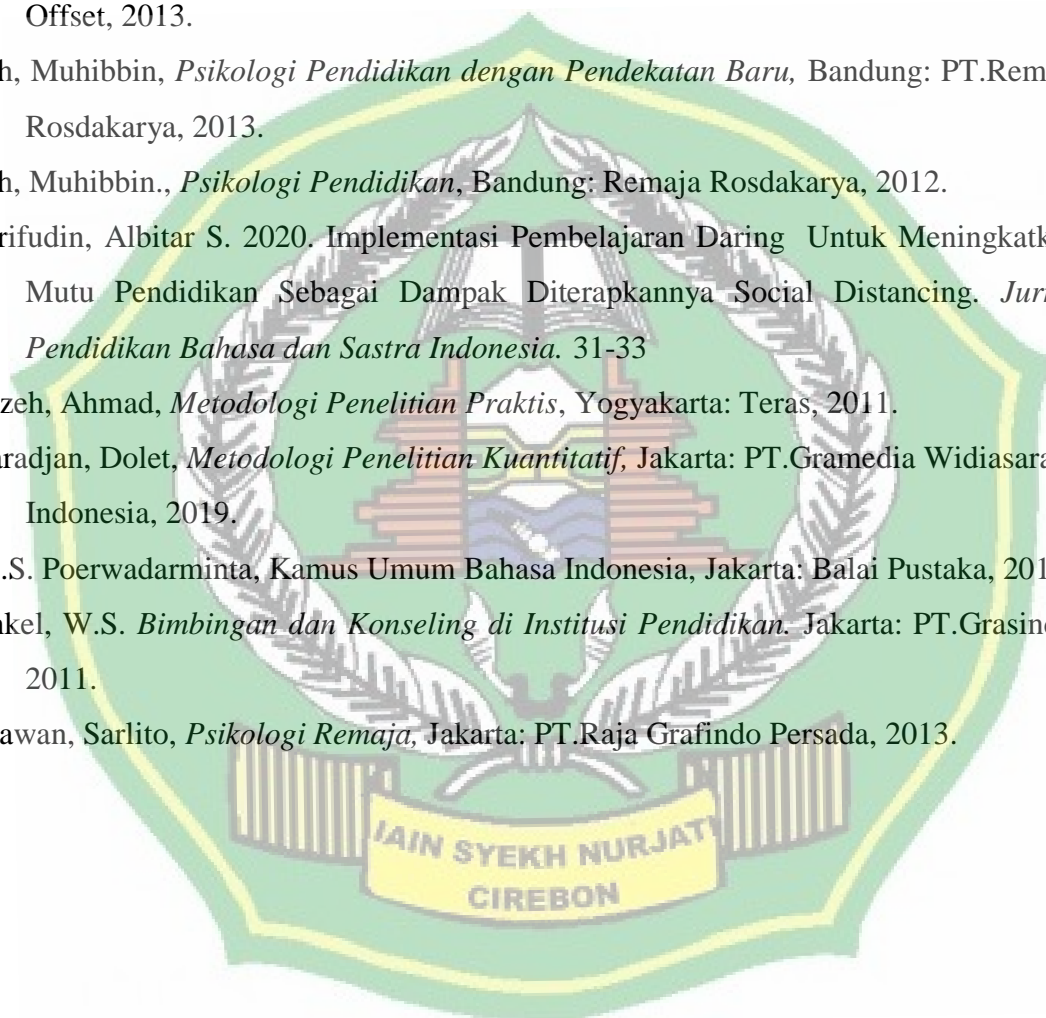 Offset, 2013.
h, Muhibbin, Psikologi Pendidikan dengan Pendekatan Baru, Bandung: PT.Rem
Rosdakarya, 2013.
h, Muhibbin., Psikologi Pendidikan, Bandung: Remaja Rosdakarya, 2012.
rifudin, Albitar S. 2020. Implementasi Pembelajaran Daring Untuk Meningkatk
Mutu Pendidikan Sebagai Dampak Diterapkannya Social Distancing. Jur
Pendidikan Bahasa dan Sastra Indonesia. 31-33
zeh, Ahmad, Metodologi Penelitian Praktis, Yogyakarta: Teras, 2011.
radjan, Dolet, Metodologi Penelitian Kuantitatif, Jakarta: PT.Gramedia Widiasara
Indonesia, 2019.
.S. Poerwadarminta, Kamus Umum Bahasa Indonesia, Jakarta: Balai Pustaka, 201
kel, W.S. Bimbingan dan Konseling di Institusi Pendidikan. Jakarta: PT.Grasin
2011.
awan, Sarlito, Psikologi Remaja, Jakarta: PT.Raja Grafindo Persada, 2013.
IAIN SYEKH NURJATI
CIREBON